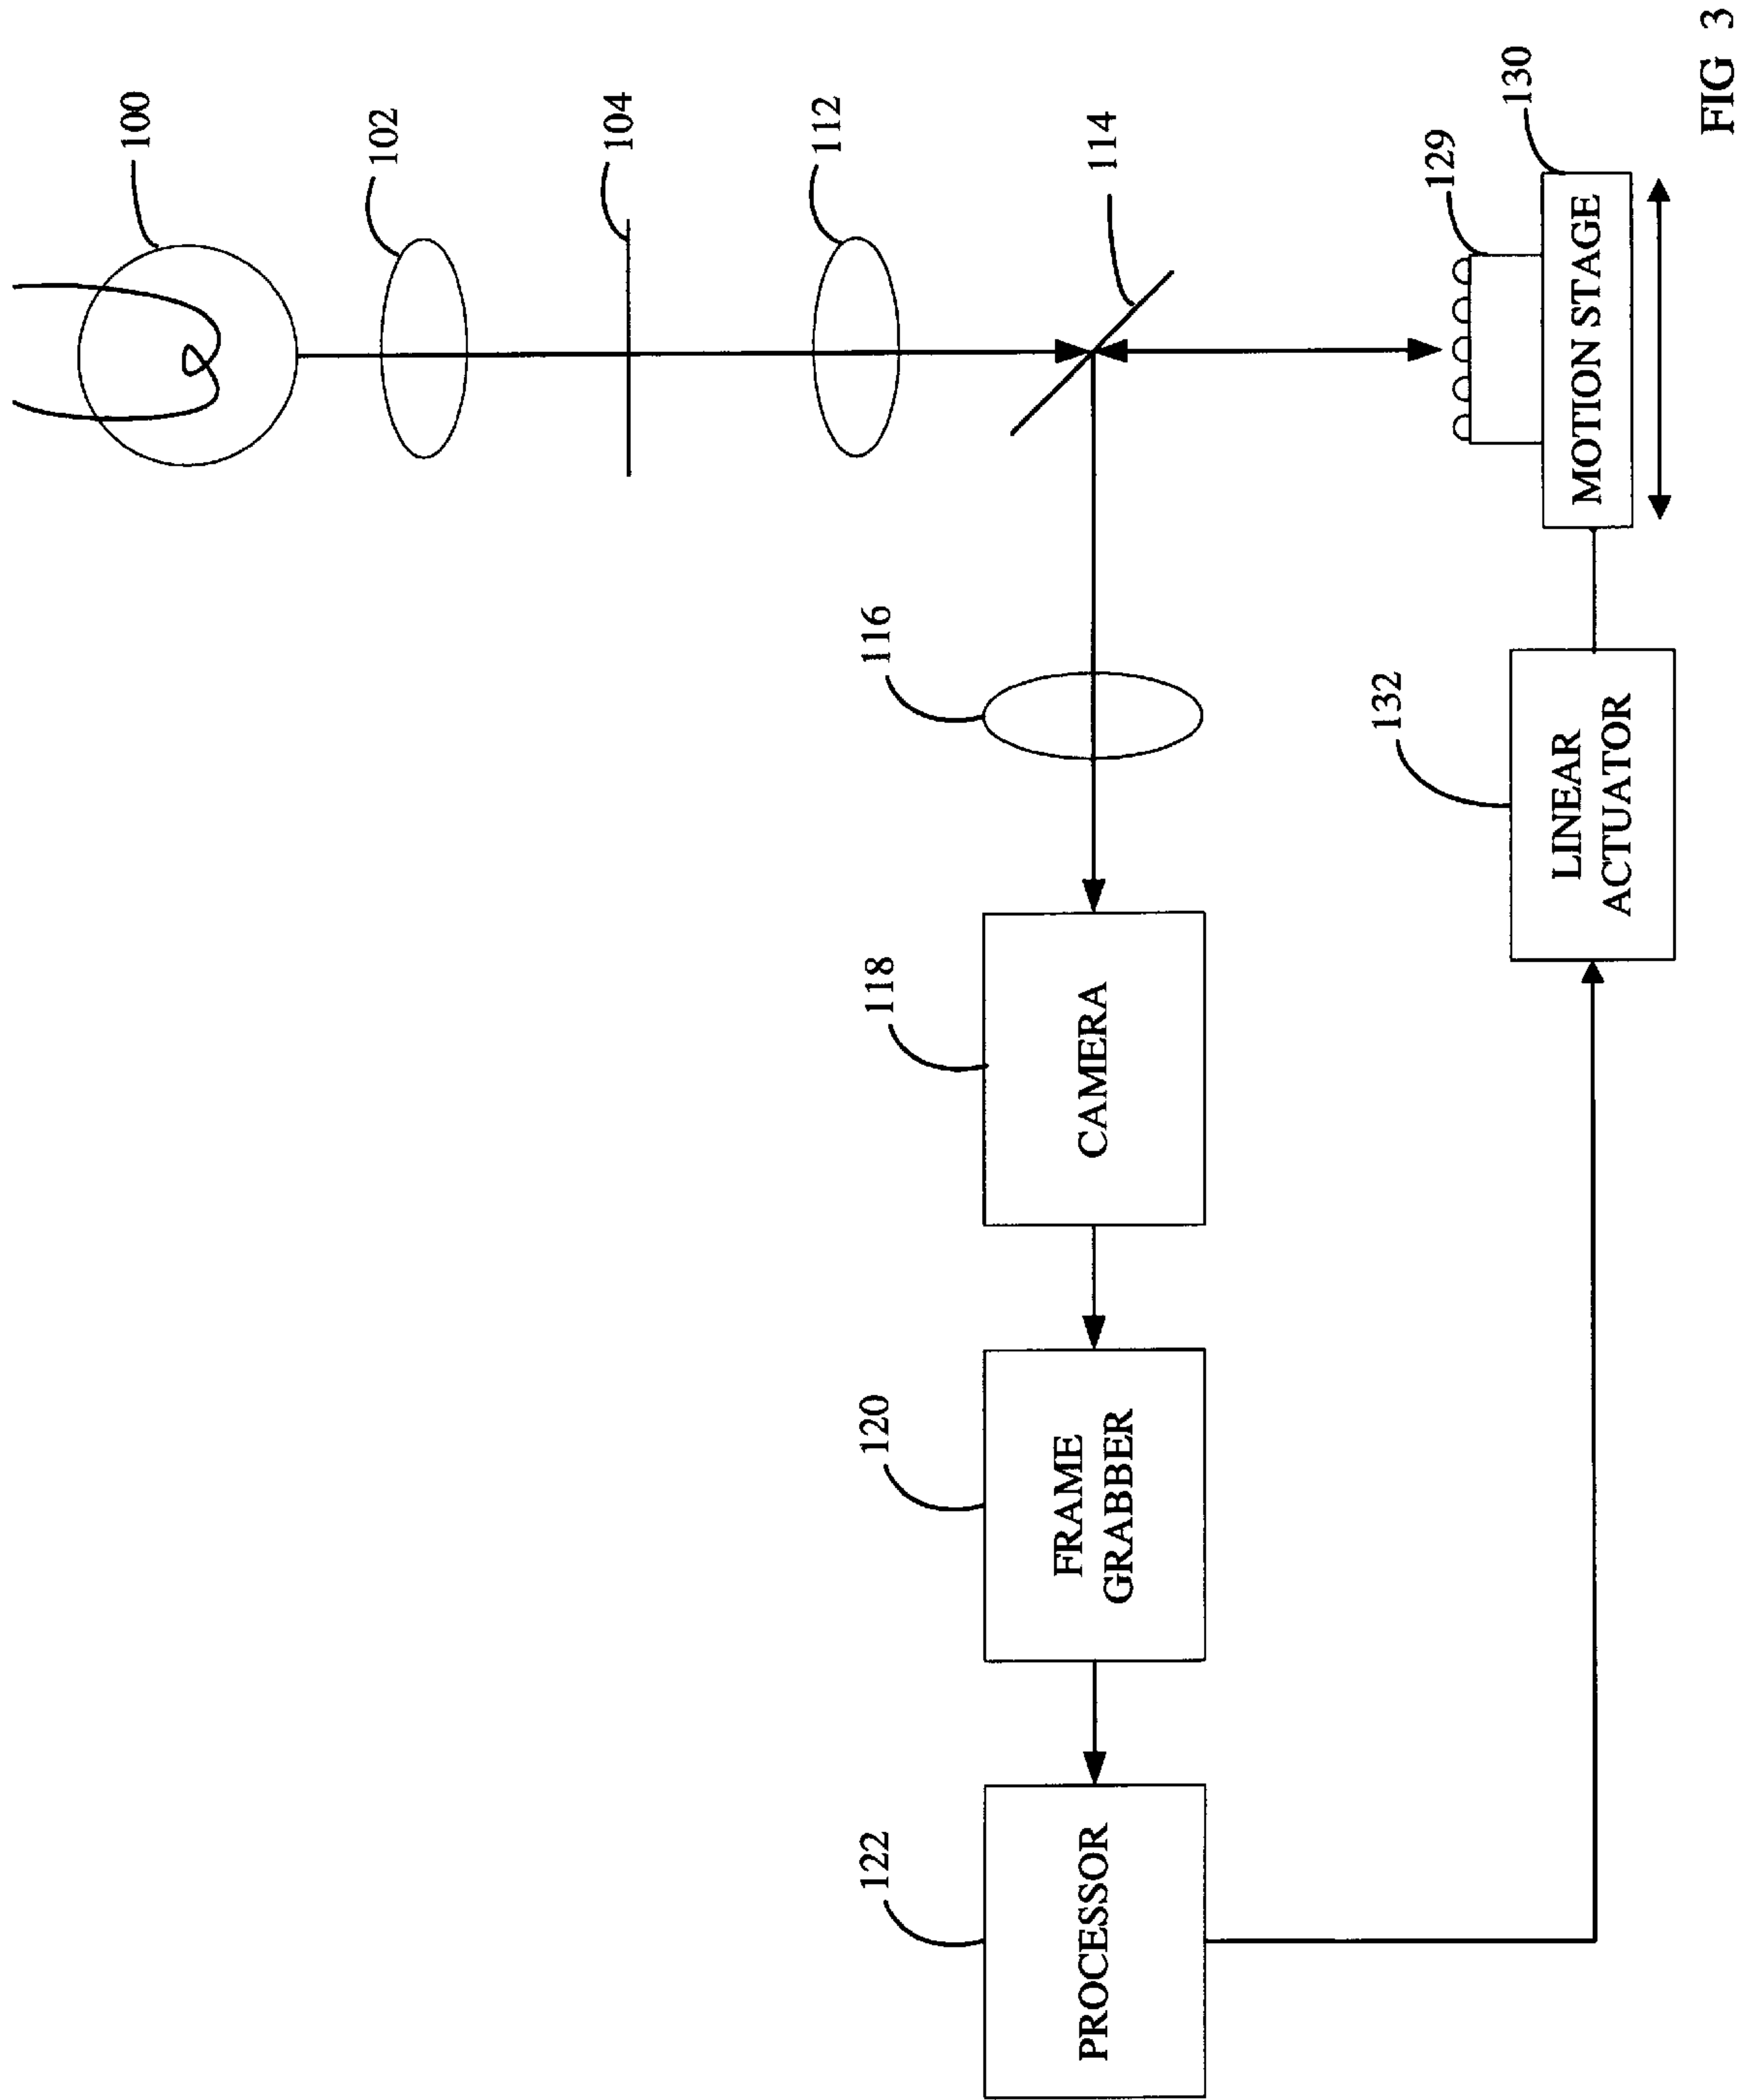 100
102
104
112
114
116
118
CAMERA
120
FRAME
GRABBER
122
PROCESSOR
129
130
MOTION STAGE
132
LINEAR
ACTUATOR
FIG 3